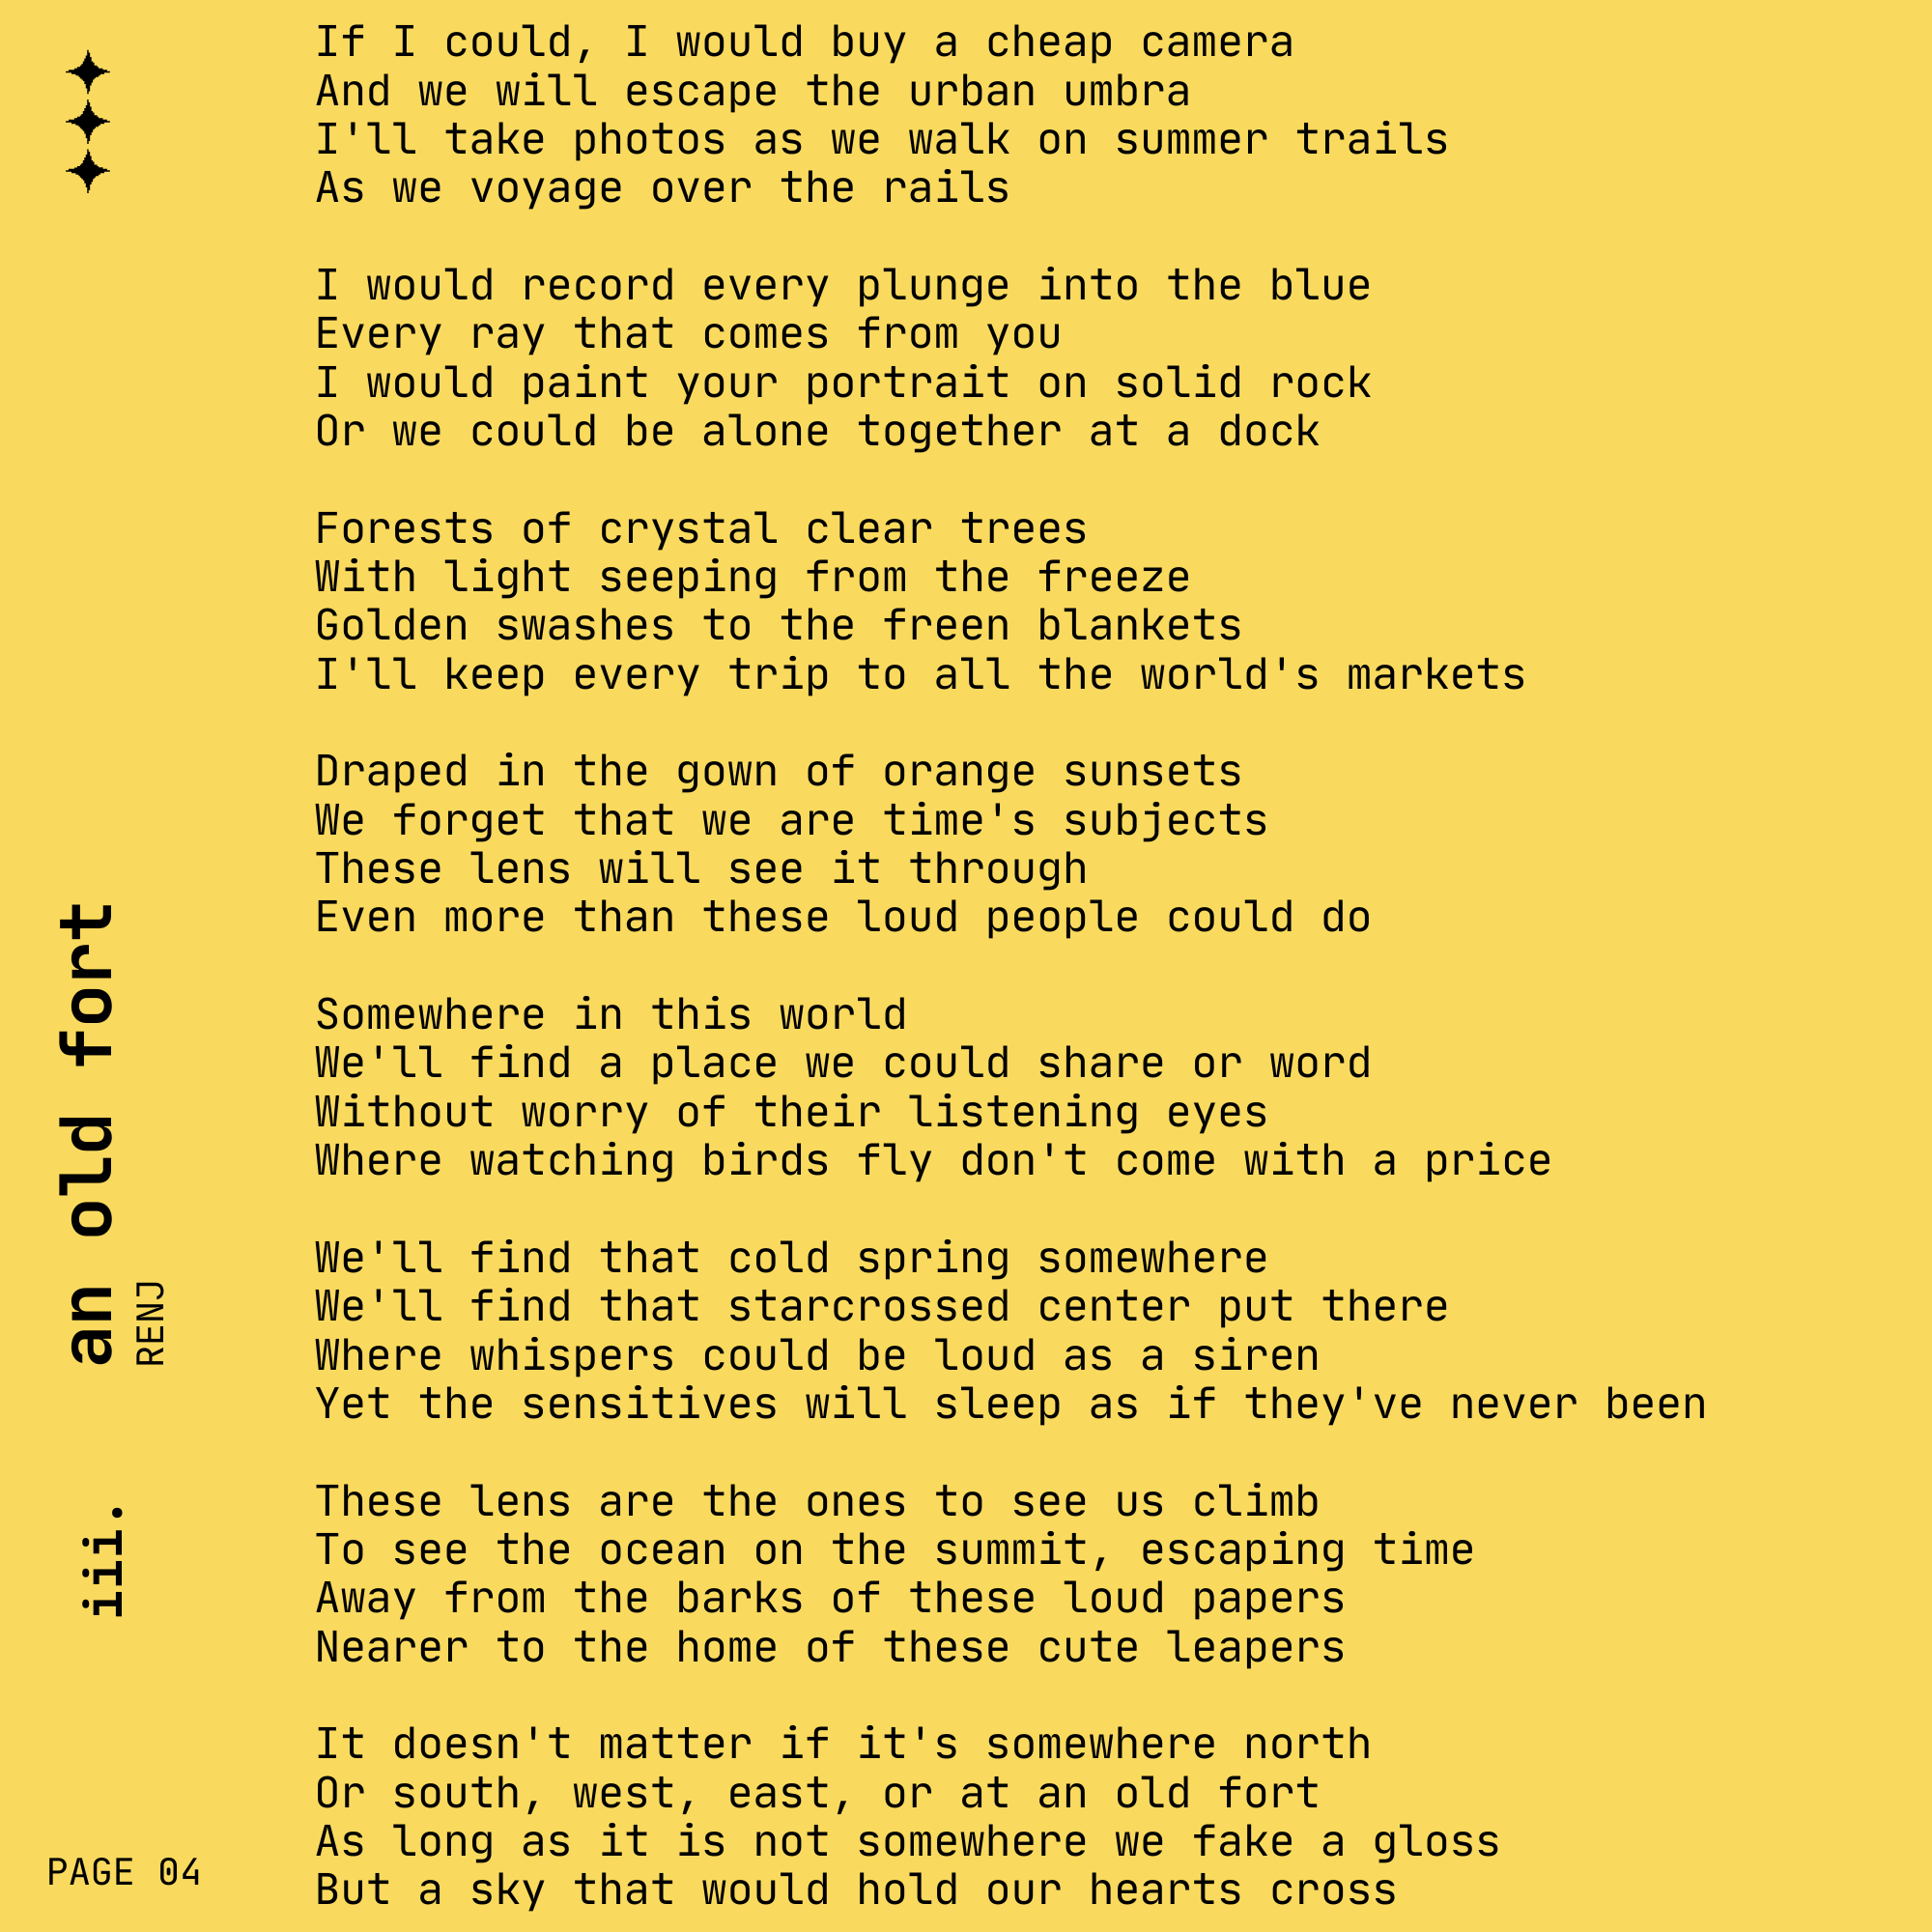 If I could, I would buy a cheap camera
And we will escape the urban umbra
I'll take photos as we walk on summer trails
As we voyage over the rails
I would record every plunge into the blue
Every ray that comes from you
I would paint your portrait on solid rock
Or we could be alone together at a dock
Forests of crystal clear trees
With light seeping from the freeze
Golden swashes to the freen blankets
I'll keep every trip to all the world's markets
Draped in the gown of orange sunsets
We forget that we are time's subjects
These lens will see it through
Even more than these loud people could do
Somewhere in this world
We'll find a place we could share or word
Without worry of their listening eyes
Where watching birds fly don't come with a price
We'll find that cold spring somewhere
We'll find that starcrossed center put there
Where whispers could be loud as a siren
Yet the sensitives will sleep as if they've never been
These lens are the ones to see us climb
To see the ocean on the summit, escaping time
Away from the barks of these loud papers
Nearer to the home of these cute leapers
It doesn't matter if it's somewhere north
Or south, west, east, or at an old fort
As long as it is not somewhere we fake a gloss
But a sky that would hold our hearts cross
iii.
an old fort
RENJ
PAGE 04